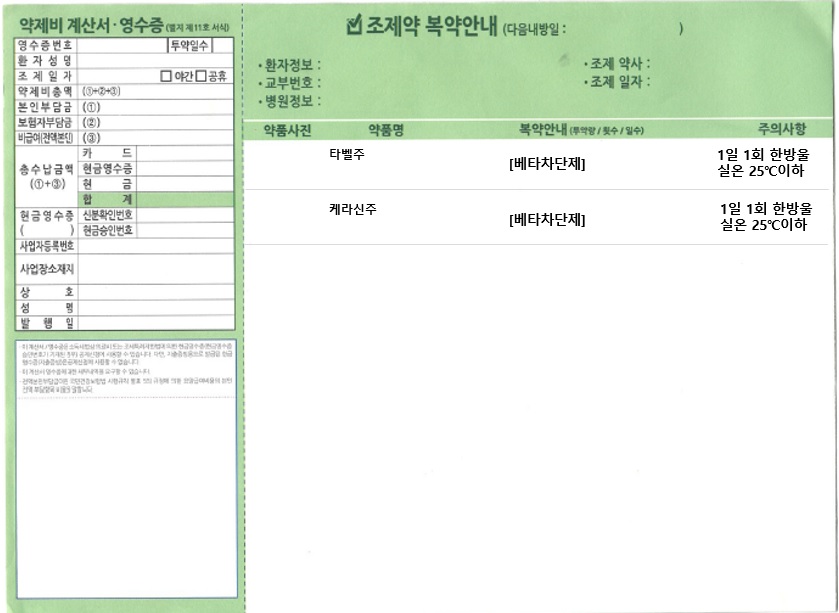 약제비 계산서·영수증 (별지 제11호 서식)
영수증번호 투약일수
환자성명
조제일자 야간 공휴
약제비총액 (①+②+③)
본인부담금 (①)
보험자부담금 (②)
비급여(전액본인) (③)
총수납금액 (①+③)
카 드
현금영수증
현 금
합 계
현금영수증 ( )
신분확인번호
현금승인번호
사업자등록번호
사업장소재지
상 호
성 명
발 행 일
조제약 복약안내 (다음내방일 : )
·환자정보 : ·조제 약사 :
·교부번호 : ·조제 일자 :
·병원정보 :
약품사진 약품명 복약안내 (투약량 / 횟수 / 일수) 주의사항
타벨주 [베타차단제] 1일 1회 한방울
실온 25℃이하
케라신주 [베타차단제] 1일 1회 한방울
실온 25℃이하